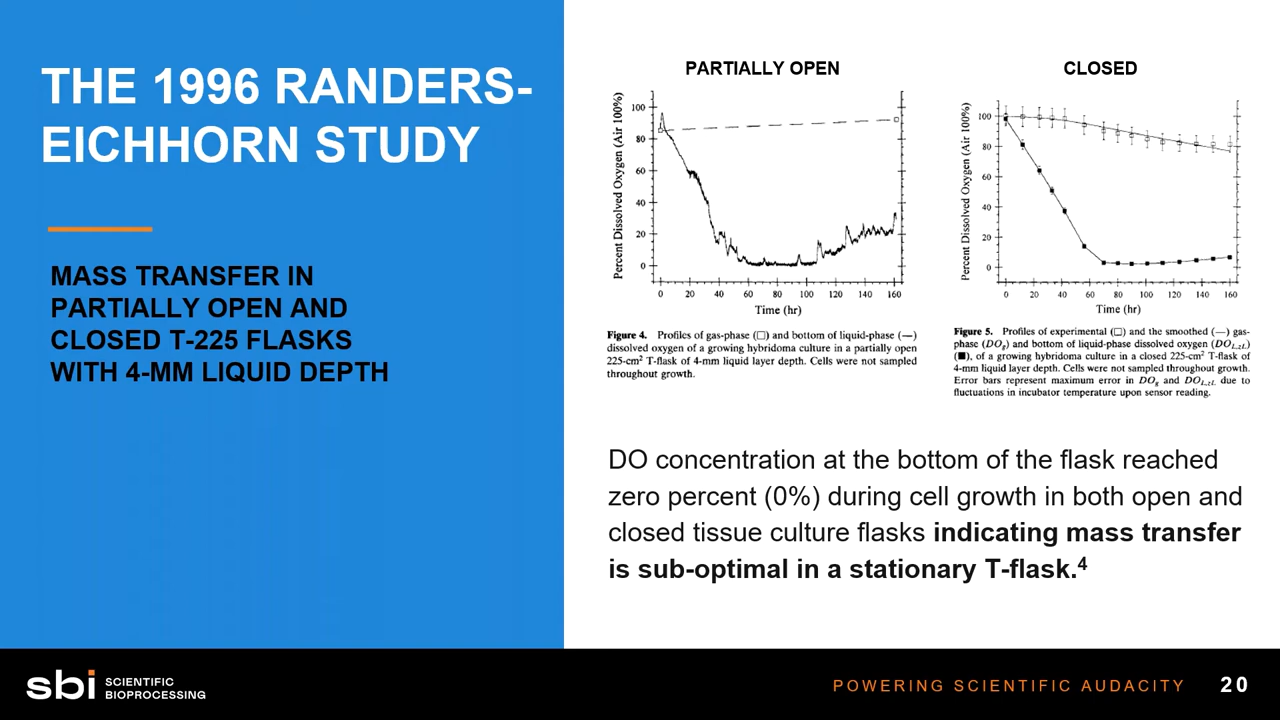 THE 1996 RANDERS-
EICHHORN STUDY
MASS TRANSFER IN
PARTIALLY OPEN AND
CLOSED T-225 FLASKS
WITH 4-MM LIQUID DEPTH
PARTIALLY OPEN
Percent Dissolved Oxygen (Air 100%)
100
80
60
40
20
0
0 20 40 60 80 100 120 140 160
Time (hr)
Figure 4. Profiles of gas-phase (□) and bottom of liquid-phase (—)
dissolved oxygen of a growing hybridoma culture in a partially open
225-cm² T-flask of 4-mm liquid layer depth. Cells were not sampled
throughout growth.
CLOSED
Percent Dissolved Oxygen (Air 100%)
100
80
60
40
20
0
0 20 40 60 80 100 120 140 160
Time (hr)
Figure 5. Profiles of experimental (□) and the smoothed (—) gas-
phase (DOg) and bottom of liquid-phase dissolved oxygen (DOL,zL)
(■), of a growing hybridoma culture in a closed 225-cm² T-flask of
4-mm liquid layer depth. Cells were not sampled throughout growth.
Error bars represent maximum error in DOg and DOL,zL due to
fluctuations in incubator temperature upon sensor reading.
DO concentration at the bottom of the flask reached
zero percent (0%) during cell growth in both open and
closed tissue culture flasks indicating mass transfer
is sub-optimal in a stationary T-flask.⁴
sbi SCIENTIFIC
BIOPROCESSING
POWERING SCIENTIFIC AUDACITY 20